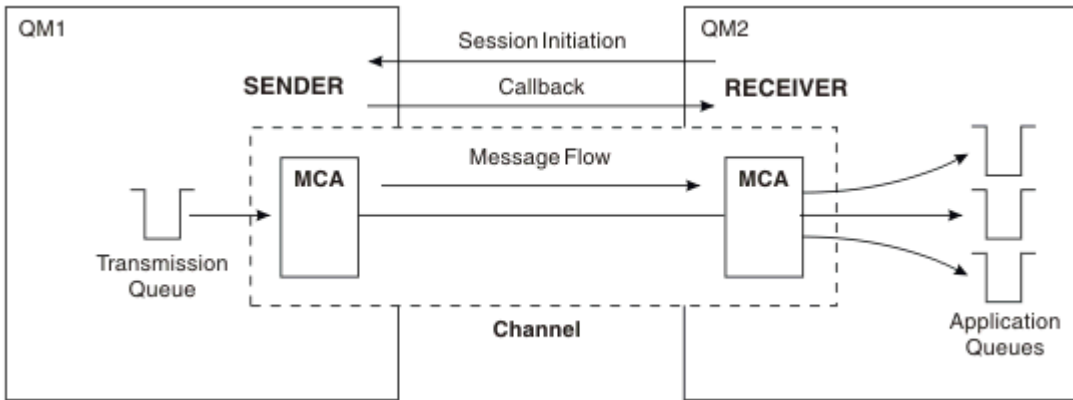 QM1
QM2
Session Initiation
SENDER
Callback
RECEIVER
MCA
Message Flow
MCA
Transmission
Queue
Channel
Application
Queues